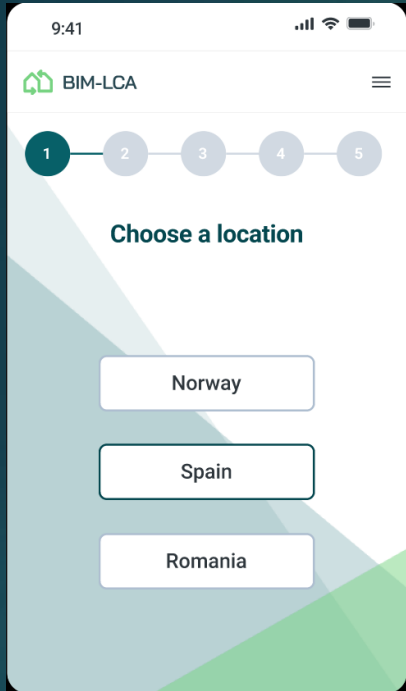 9:41
BIM-LCA
1 2 3 4 5
Choose a location
Norway
Spain
Romania